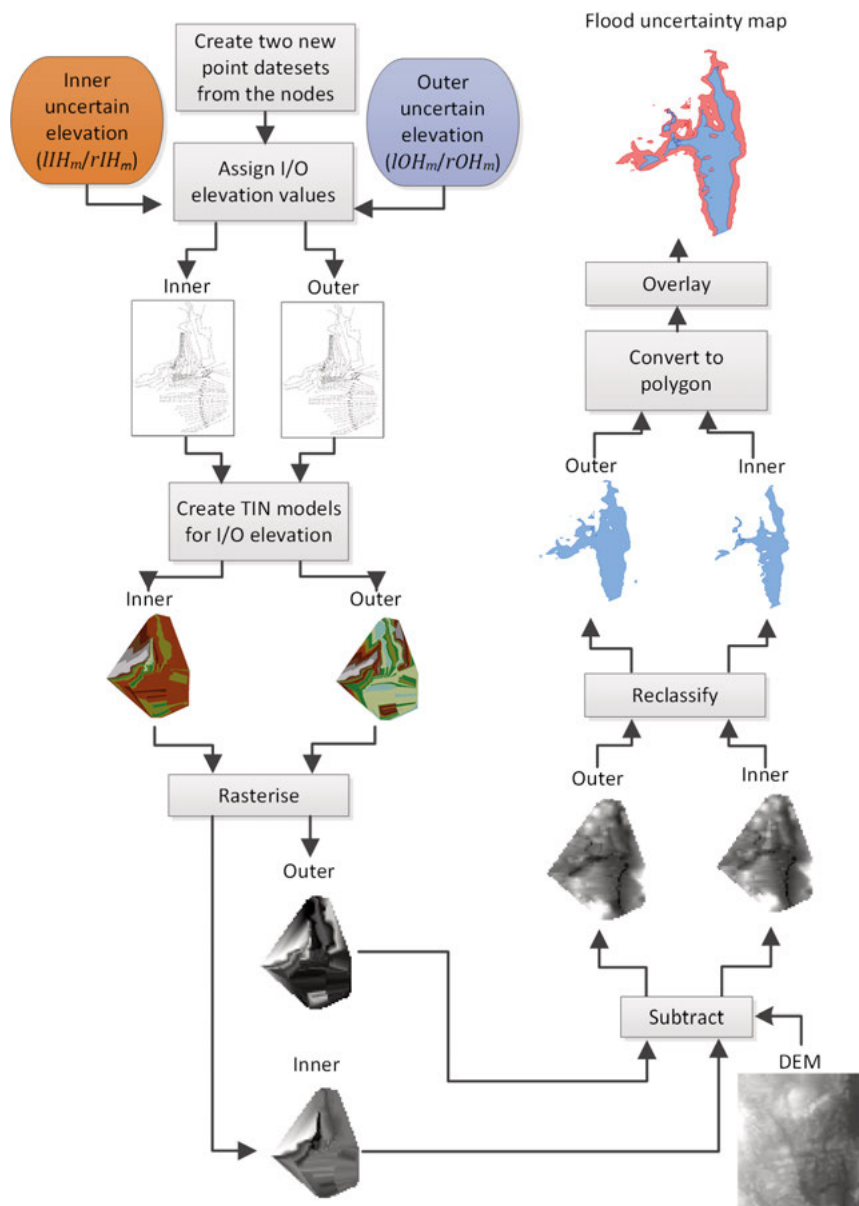 Flood uncertainty map
Create two new
point datesets
from the nodes
Inner
uncertain
elevation
(lIHₘ/rIHₘ)
Outer
uncertain
elevation
(lOHₘ/rOHₘ)
Assign I/O
elevation values
Inner
Outer
Create TIN models
for I/O elevation
Inner
Outer
Rasterise
Outer
Inner
Overlay
Convert to
polygon
Outer
Inner
Reclassify
Outer
Inner
Subtract
DEM